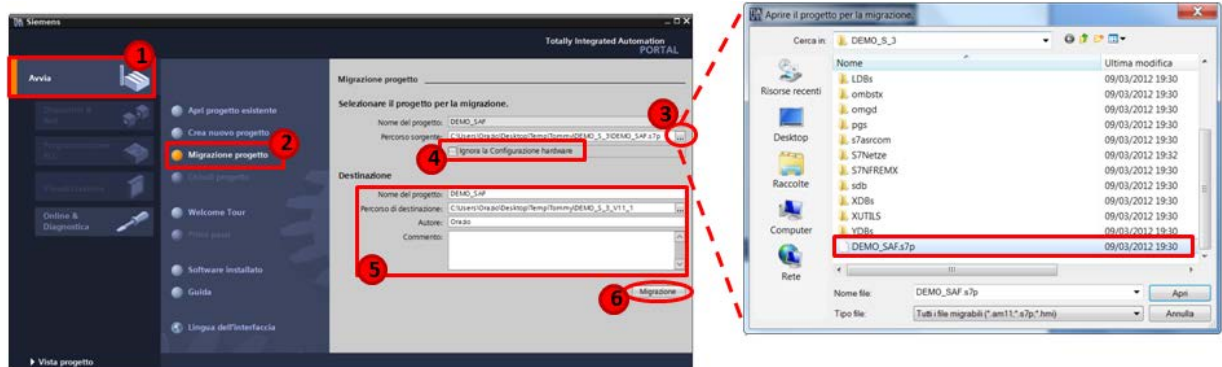 Siemens
Totally Integrated Automation
PORTAL
1
Avvia
2
Apri progetto esistente
Crea nuovo progetto
Migrazione progetto
Chiudi progetto
Welcome Tour
Primi passi
Software installato
Guida
Lingua dell'interfaccia
Online &
Diagnostica
Vista progetto
Migrazione progetto
Selezionare il progetto per la migrazione.
Nome del progetto: DEMO_SAF
3
Percorso sorgente: C:\Users\Orazio\Desktop\Temp\Tommy\DEMO_S_3\DEMO_SAF.s7p ...
4
Ignora la Configurazione hardware
Destinazione
Nome del progetto: DEMO_SAF
Percorso di destinazione: C:\Users\Orazio\Desktop\Temp\Tommy\DEMO_S_3_V11_1 ...
Autore: Orazio
Commento:
5
6
Migrazione
Aprire il progetto per la migrazione.
Cerca in: DEMO_S_3
Nome Ultima modifica
Risorse recenti
Desktop
Raccolte
Computer
Rete
LDBs 09/03/2012 19:30
ombstx 09/03/2012 19:30
omgd 09/03/2012 19:30
pgs 09/03/2012 19:30
s7asrcom 09/03/2012 19:30
S7Netze 09/03/2012 19:32
S7NFREMX 09/03/2012 19:30
sdb 09/03/2012 19:30
XDBs 09/03/2012 19:30
XUTILS 09/03/2012 19:30
YDBs 09/03/2012 19:30
DEMO_SAF.s7p 09/03/2012 19:30
Nome file: DEMO_SAF.s7p Apri
Tipo file: Tutti i file migrabili (*.am11;*.s7p;*.hmi) Annulla